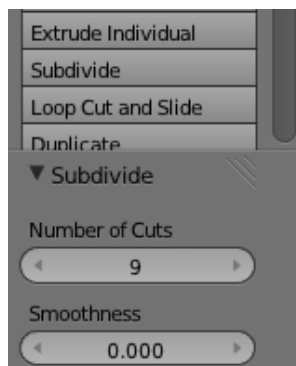 Extrude Individual
Subdivide
Loop Cut and Slide
Duplicate
Subdivide
Number of Cuts
9
Smoothness
0.000